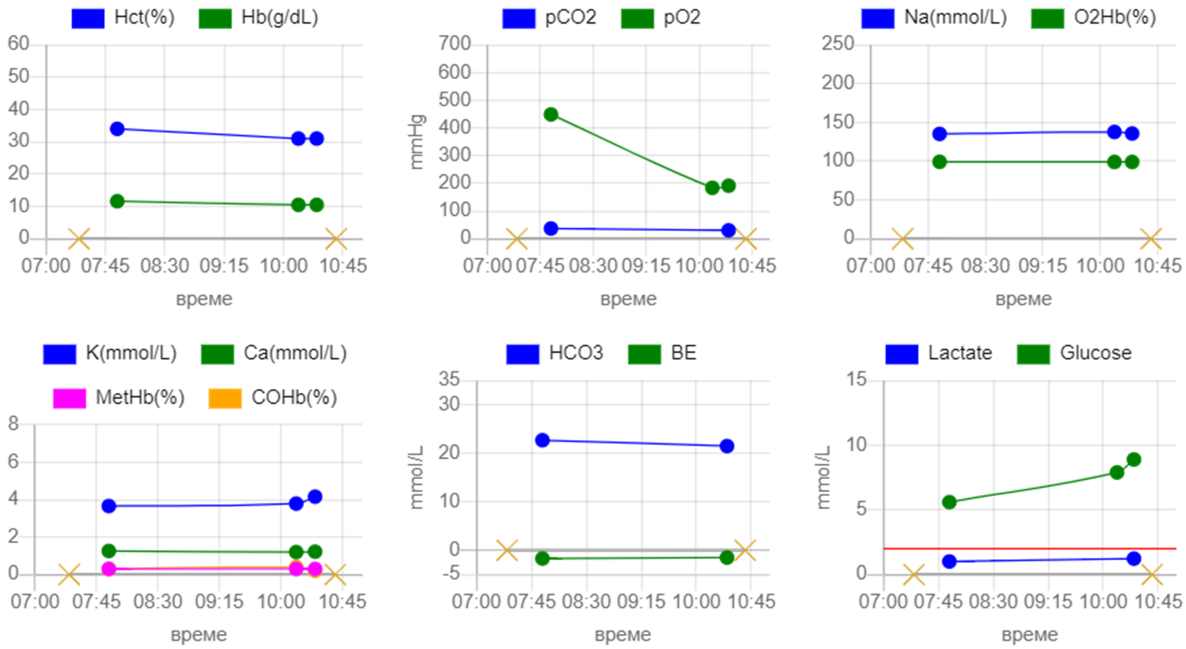 Hct(%) Hb(g/dL)
60
50
40
30
20
10
0
07:00 07:45 08:30 09:15 10:00 10:45
време
pCO2 pO2
mmHg
700
600
500
400
300
200
100
0
07:00 07:45 08:30 09:15 10:00 10:45
време
Na(mmol/L) O2Hb(%)
250
200
150
100
50
0
07:00 07:45 08:30 09:15 10:00 10:45
време
K(mmol/L) Ca(mmol/L)
MetHb(%) COHb(%)
8
6
4
2
0
07:00 07:45 08:30 09:15 10:00 10:45
време
HCO3 BE
mmol/L
35
30
20
10
0
-5
07:00 07:45 08:30 09:15 10:00 10:45
време
Lactate Glucose
mmol/L
15
10
5
0
07:00 07:45 08:30 09:15 10:00 10:45
време